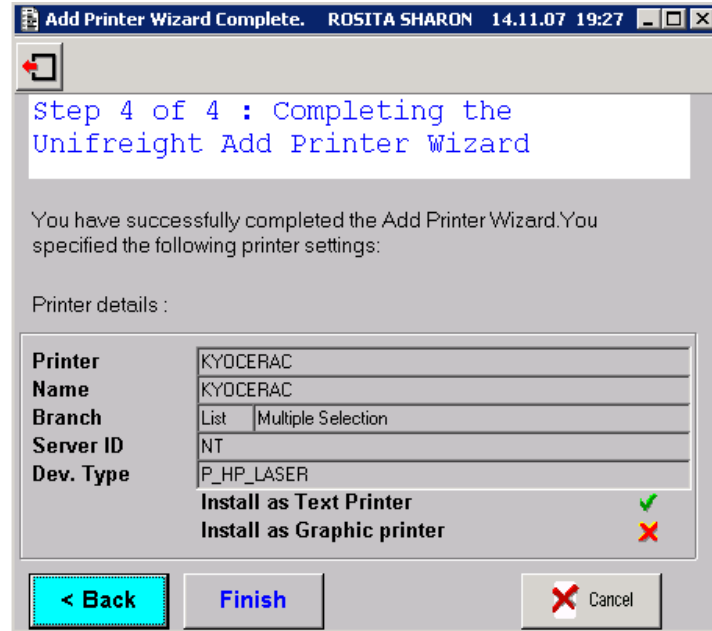 Add Printer Wizard Complete. ROSITA SHARON 14.11.07 19:27
Step 4 of 4 : Completing the
Unifreight Add Printer Wizard
You have successfully completed the Add Printer Wizard.You
specified the following printer settings:
Printer details :
Printer KYOCERAC
Name KYOCERAC
Branch List Multiple Selection
Server ID NT
Dev. Type P_HP_LASER
Install as Text Printer
Install as Graphic printer
< Back Finish Cancel